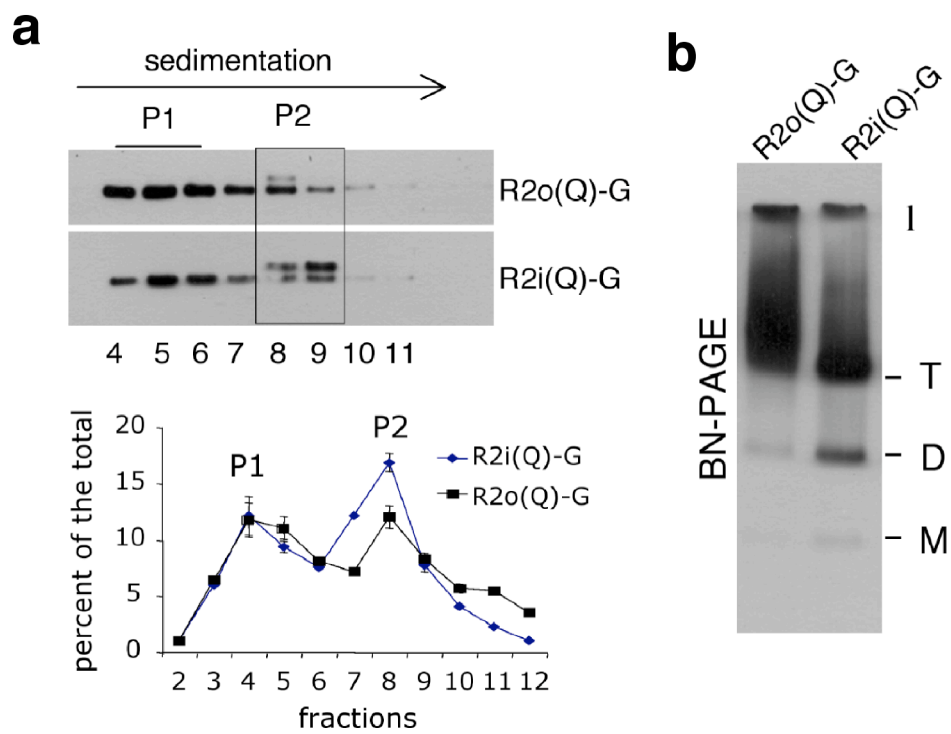 a
sedimentation
P1
P2
R2o(Q)-G
R2i(Q)-G
4 5 6 7 8 9 10 11
percent of the total
20
15
10
5
0
P1
P2
R2i(Q)-G
R2o(Q)-G
2 3 4 5 6 7 8 9 10 11 12
fractions
b
R2o(Q)-G
R2i(Q)-G
BN-PAGE
I
T
D
M